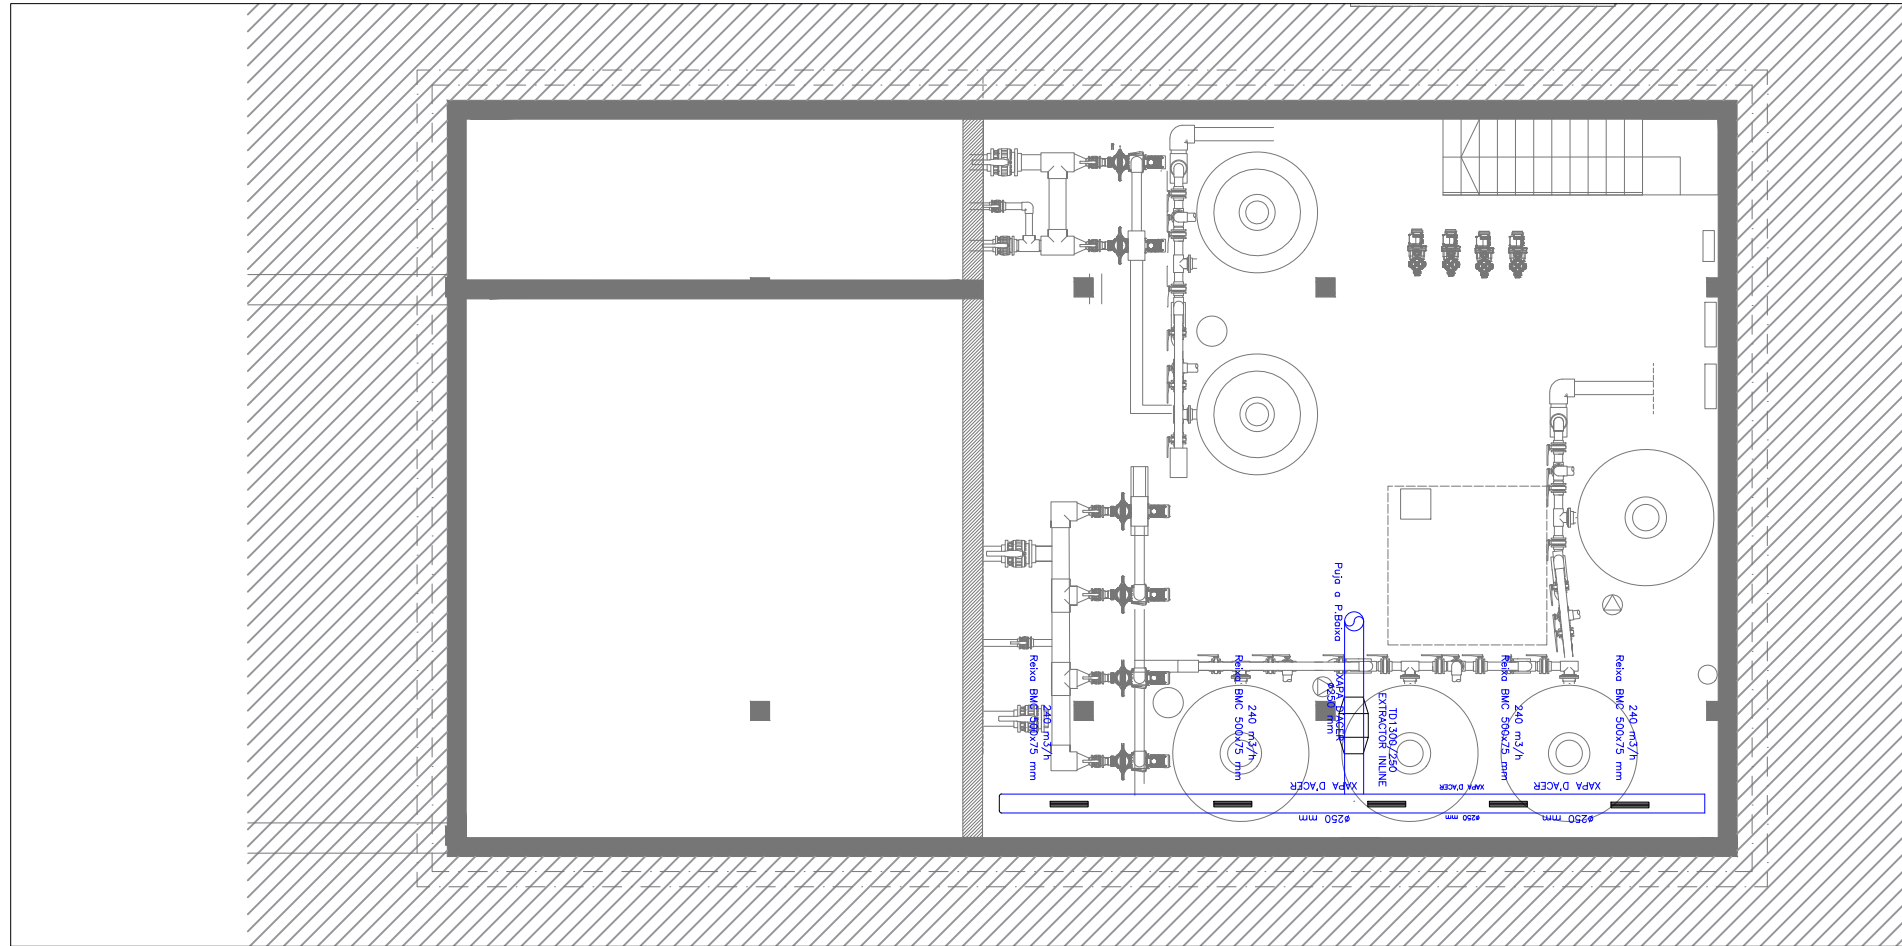 Puja a P.Baixa
Reixa BMC 500x75 mm
240 m3/h
Reixa BMC 500x75 mm
240 m3/h
XAPA D'ACER
ø250 mm
TD1300/250
EXTRACTOR INLINE
Reixa BMC 500x75 mm
240 m3/h
Reixa BMC 500x75 mm
240 m3/h
XAPA D'ACER
ø250 mm
XAPA D'ACER
ø250 mm
XAPA D'ACER
ø250 mm